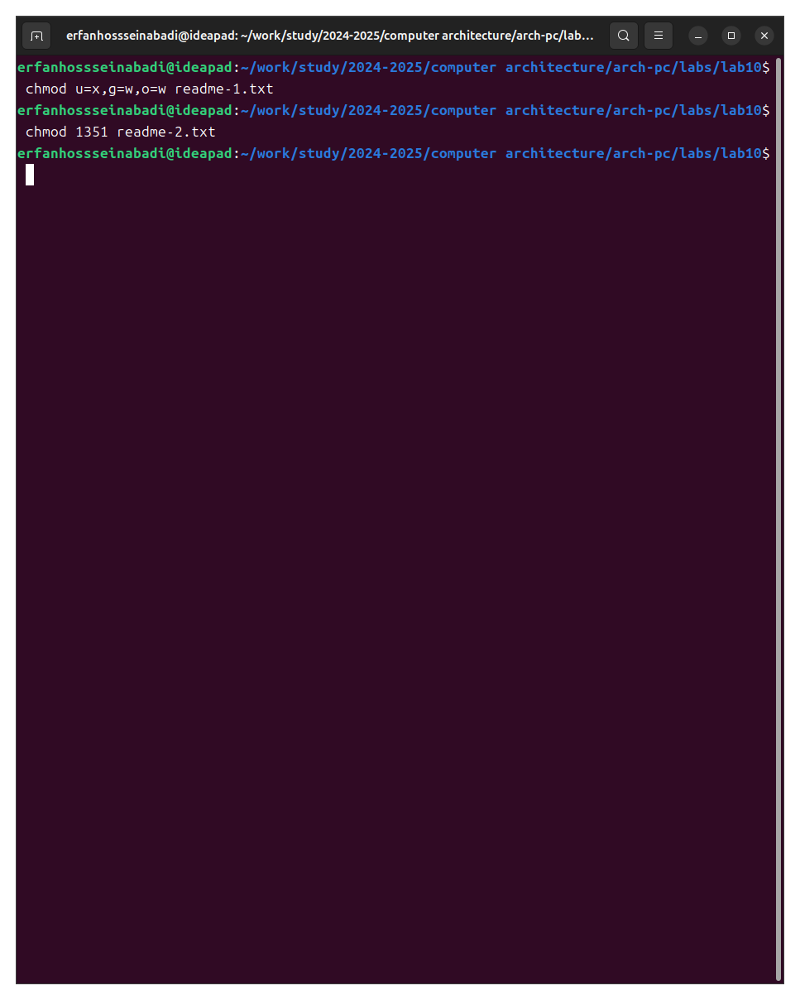 erfanhossseinabadi@ideapad: ~/work/study/2024-2025/computer architecture/arch-pc/lab…
erfanhossseinabadi@ideapad:~/work/study/2024-2025/computer architecture/arch-pc/labs/lab10$
chmod u=x,g=w,o=w readme-1.txt
erfanhossseinabadi@ideapad:~/work/study/2024-2025/computer architecture/arch-pc/labs/lab10$
chmod 1351 readme-2.txt
erfanhossseinabadi@ideapad:~/work/study/2024-2025/computer architecture/arch-pc/labs/lab10$